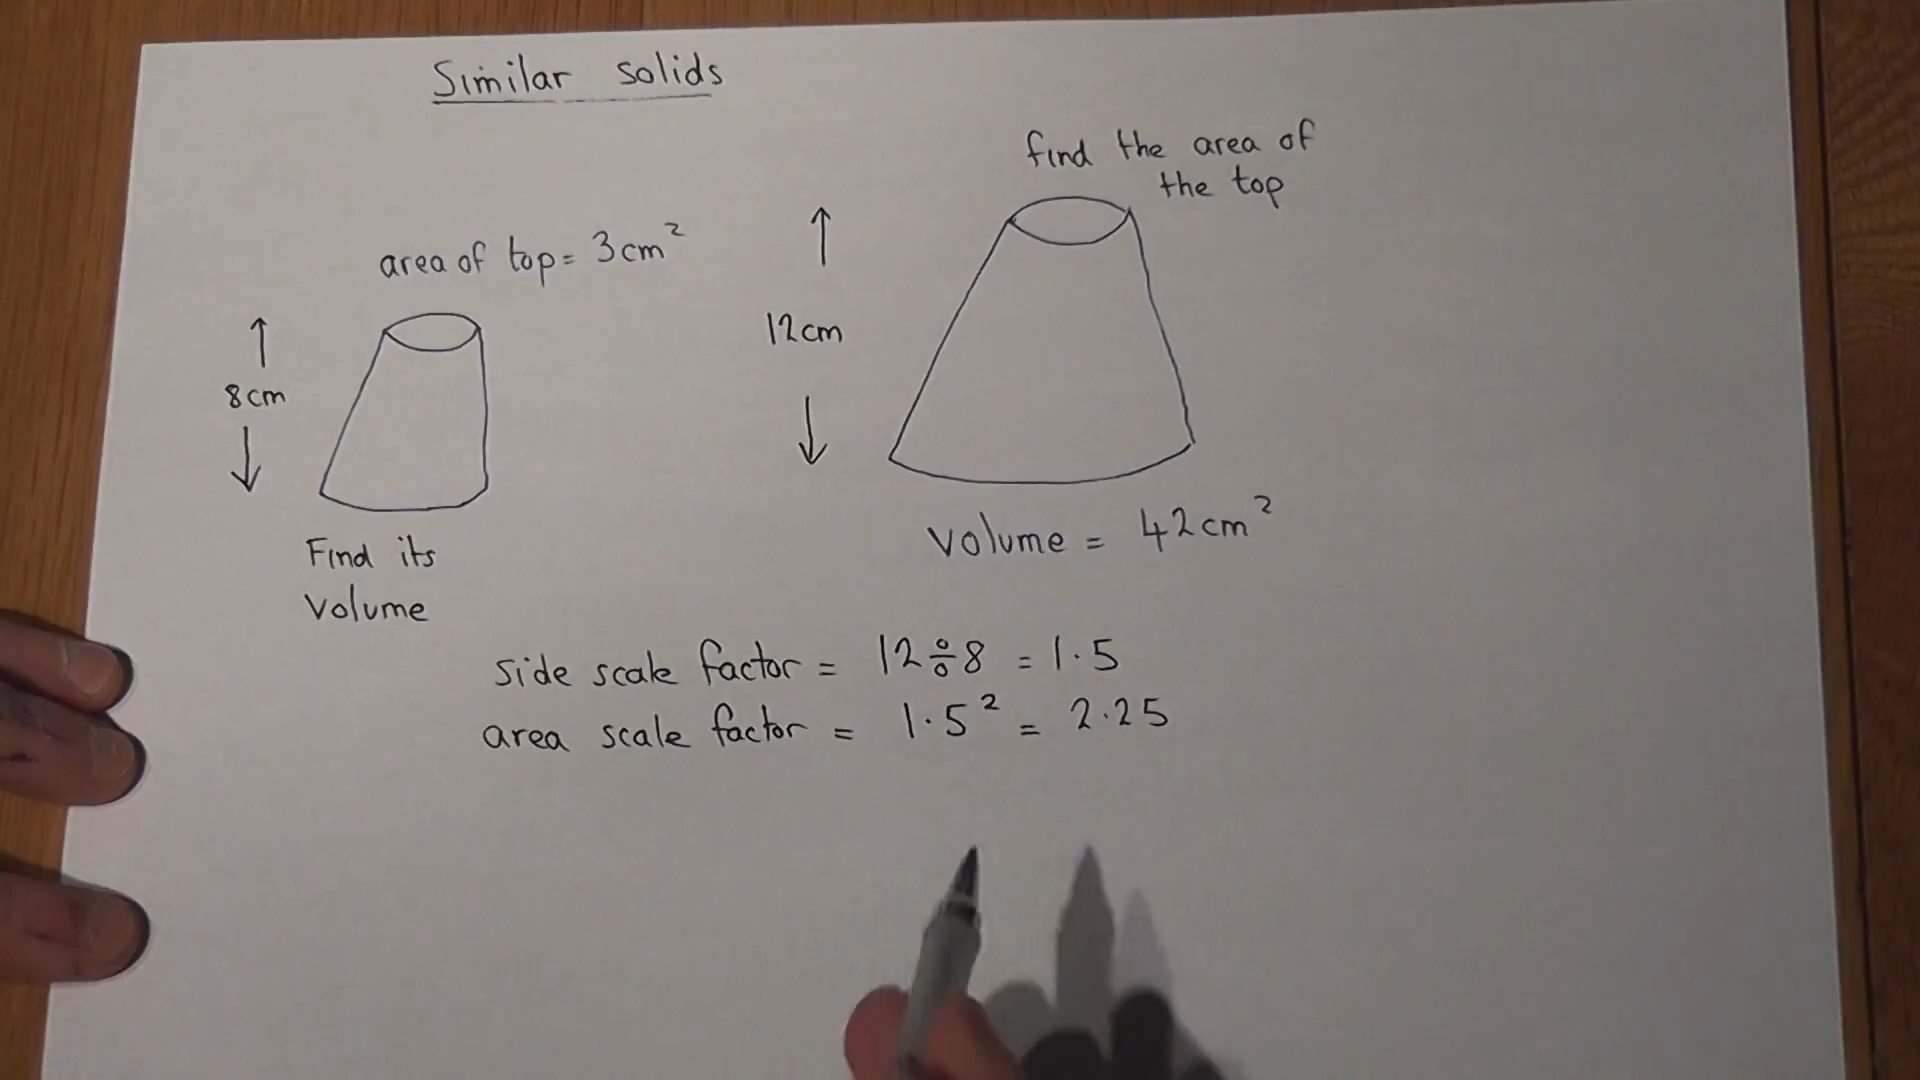 Similar solids
find the area of
the top
area of top = 3cm²
8cm
12cm
Find its
Volume
Volume = 42cm²
Side scale factor = 12÷8 = 1·5
area scale factor = 1·5² = 2·25